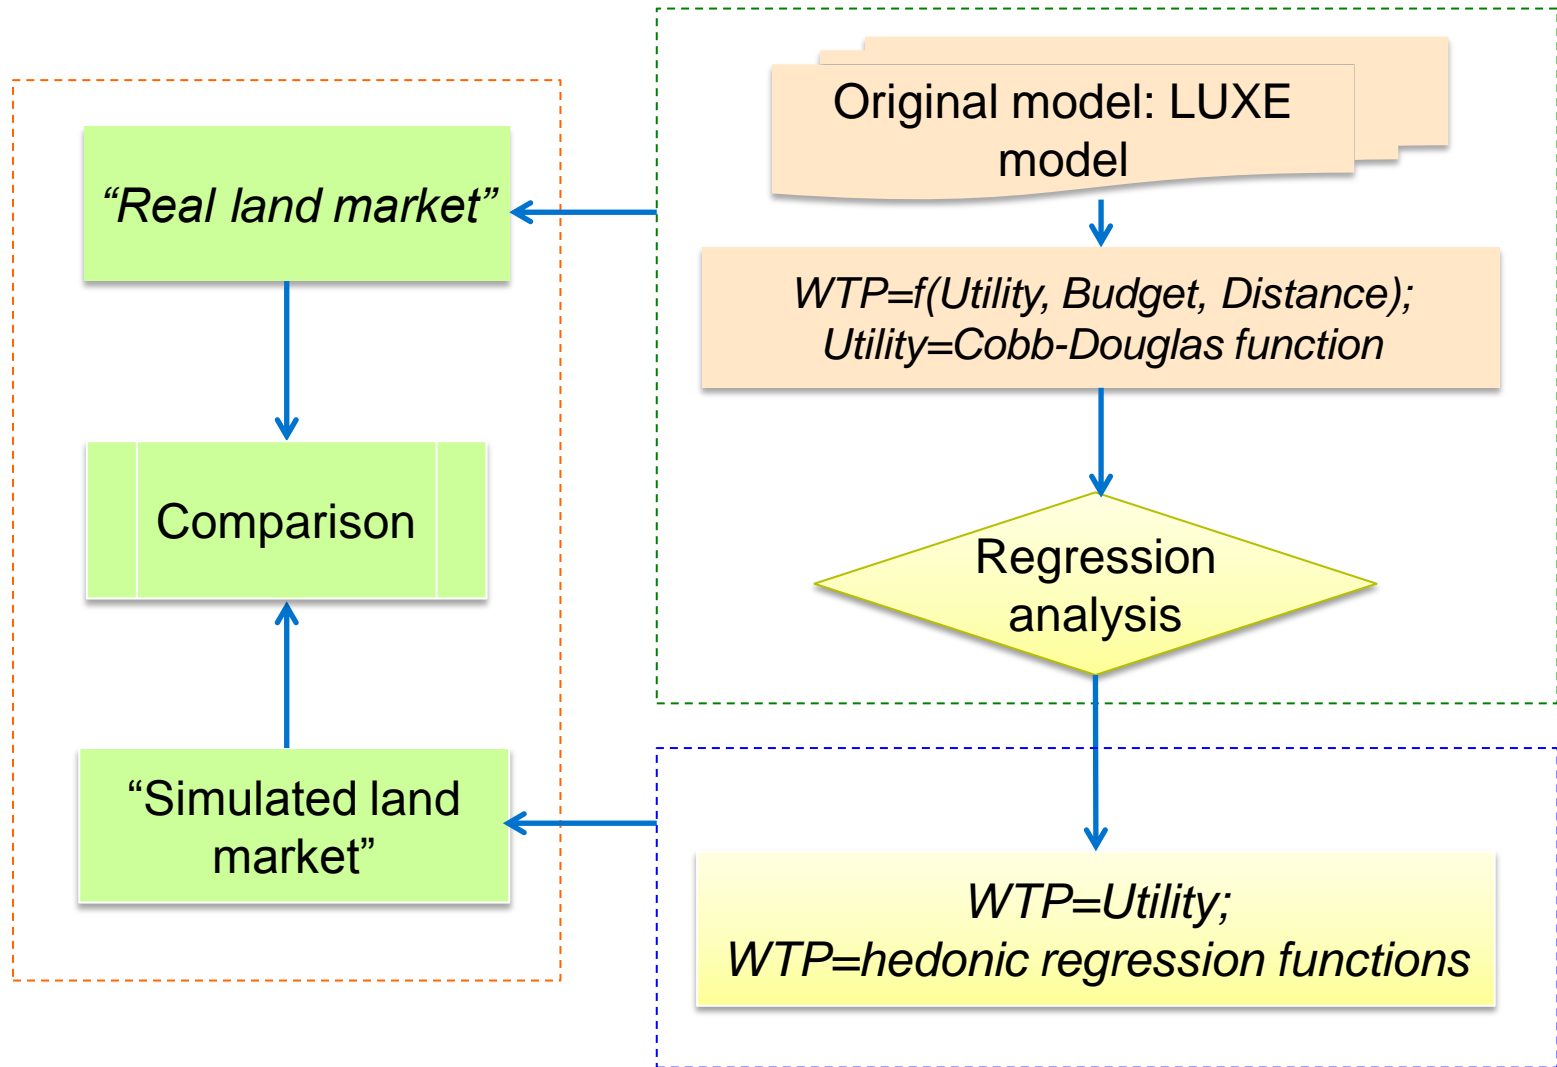 Original model: LUXE
model
“Real land market”
WTP=f(Utility, Budget, Distance);
Utility=Cobb-Douglas function
Comparison
Regression
analysis
“Simulated land
market”
WTP=Utility;
WTP=hedonic regression functions